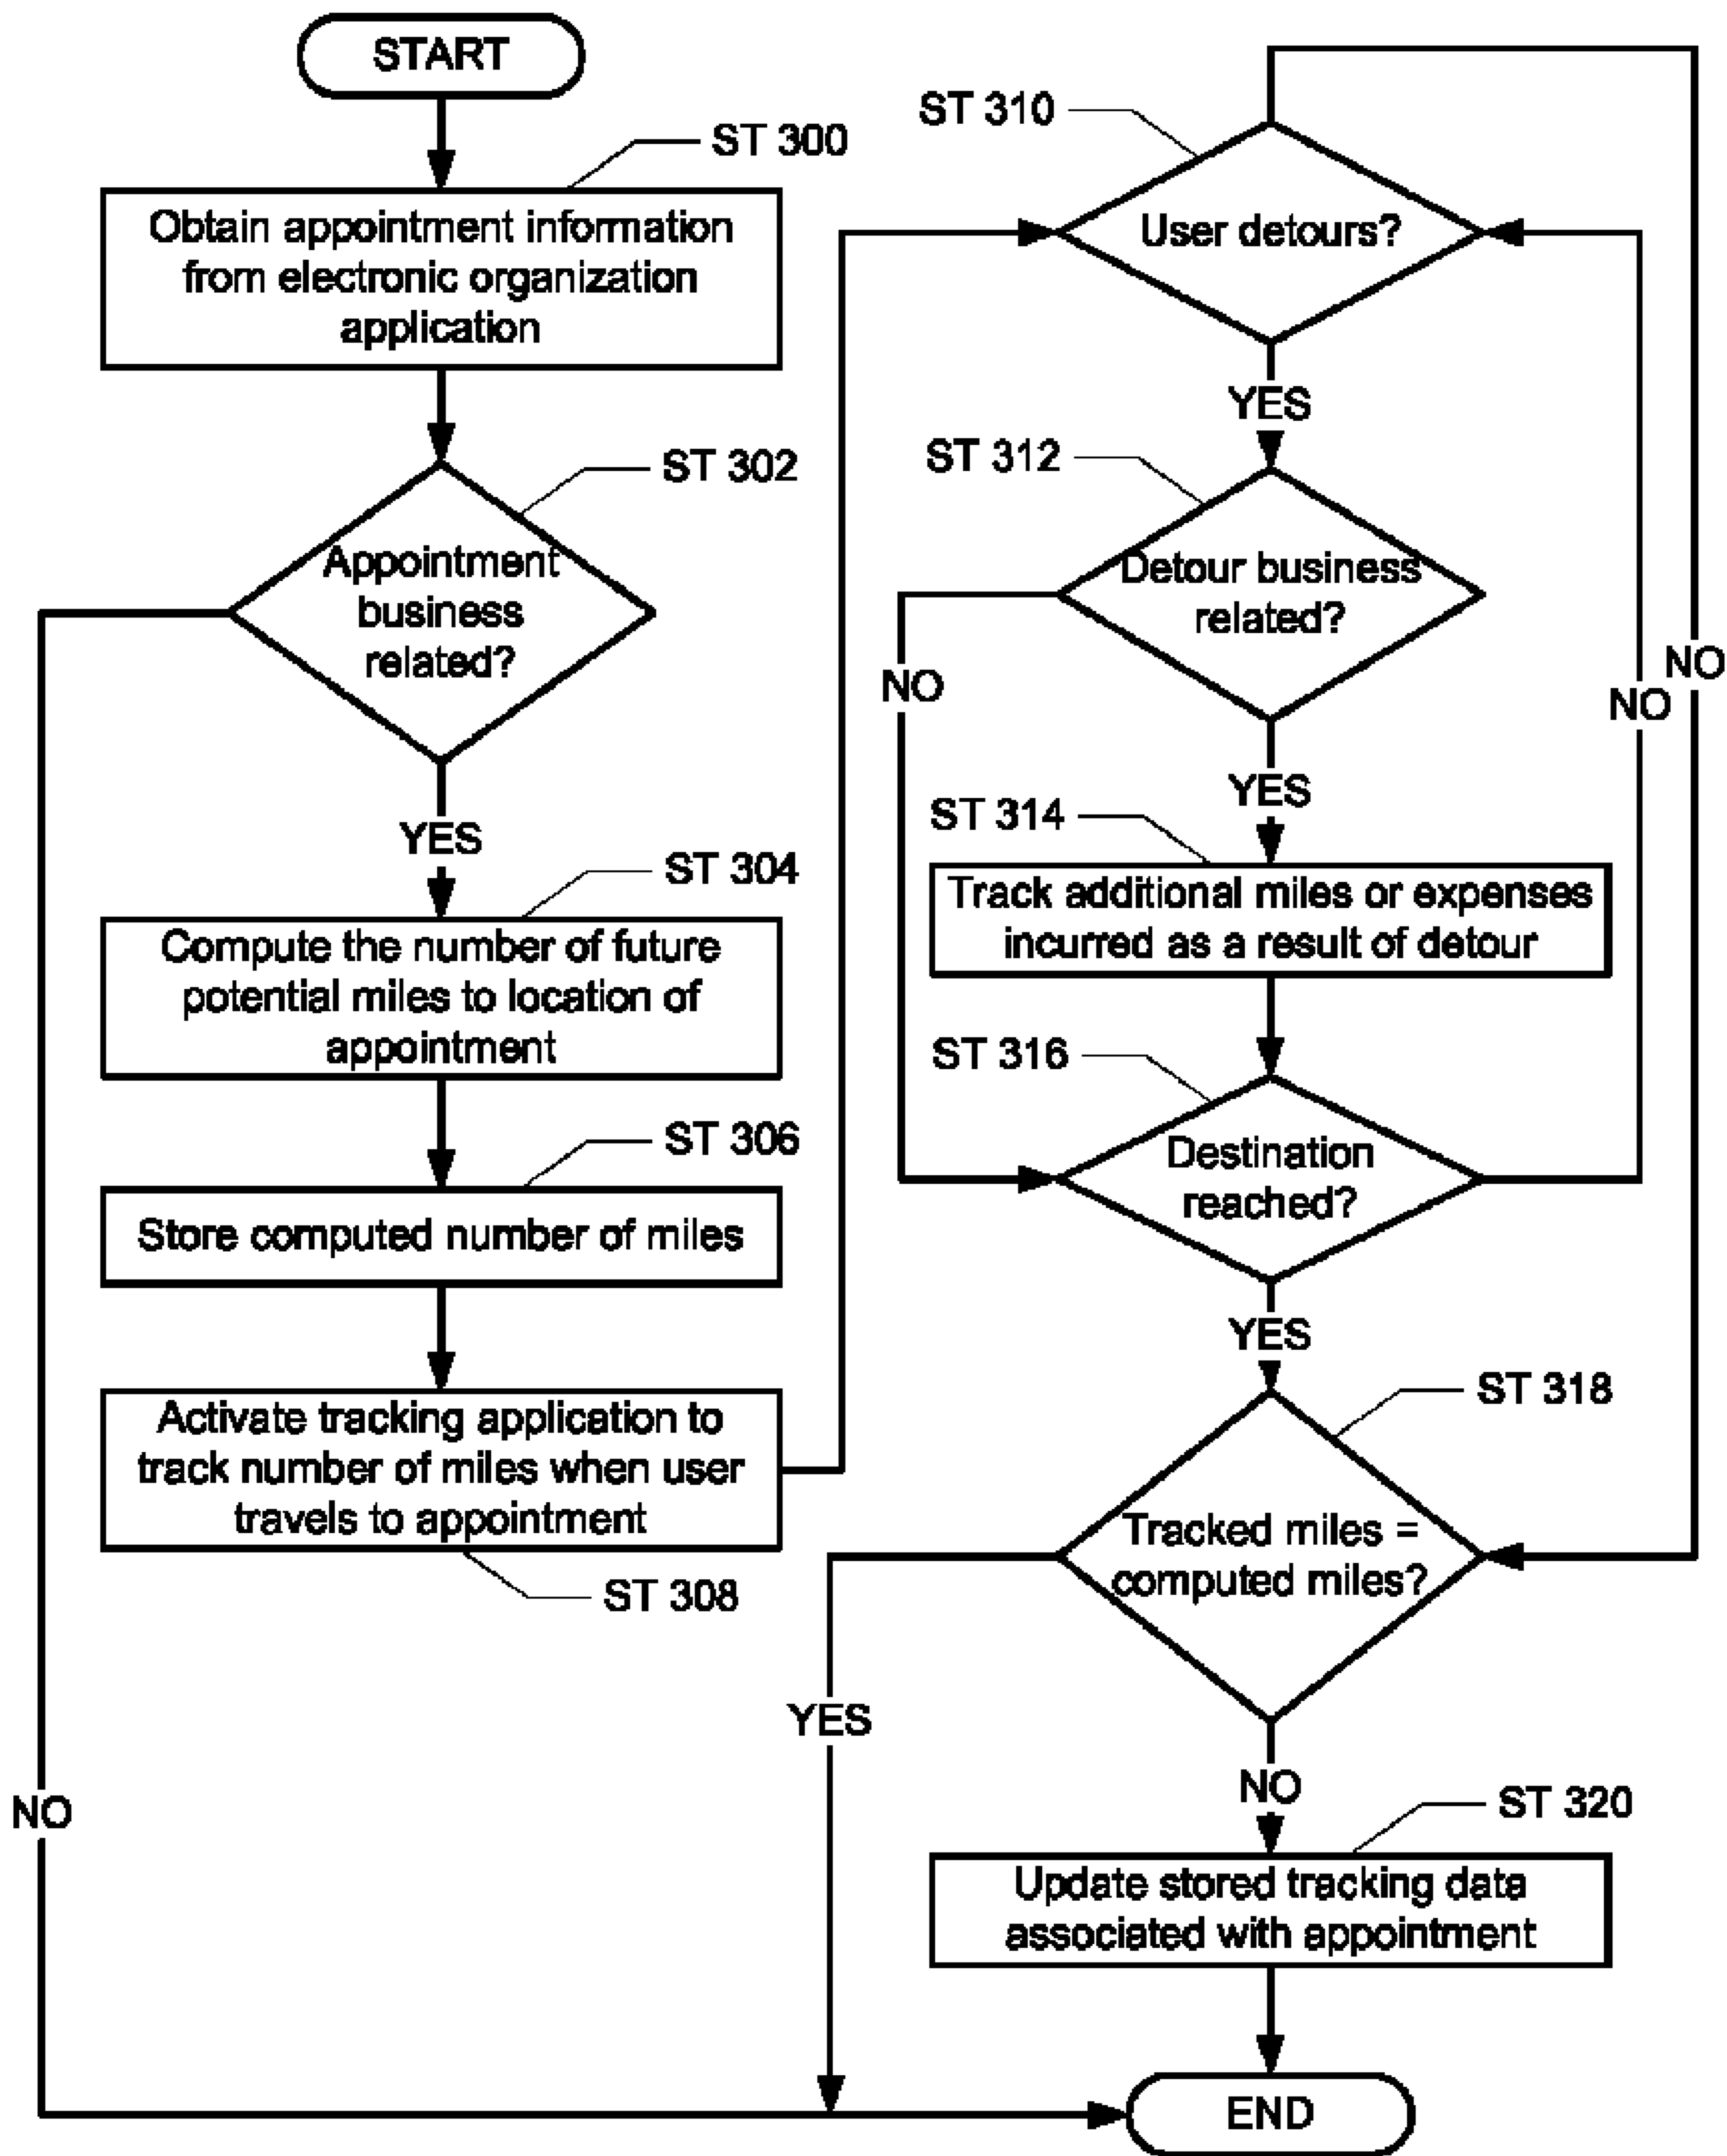 START
ST 300
Obtain appointment information
from electronic organization
application
ST 302
Appointment
business
related?
NO
YES
ST 304
Compute the number of future
potential miles to location of
appointment
ST 306
Store computed number of miles
Activate tracking application to
track number of miles when user
travels to appointment
ST 308
ST 310
User detours?
NO
YES
ST 312
Detour business
related?
NO
YES
ST 314
Track additional miles or expenses
incurred as a result of detour
ST 316
Destination
reached?
NO
YES
ST 318
Tracked miles =
computed miles?
YES
NO
ST 320
Update stored tracking data
associated with appointment
END